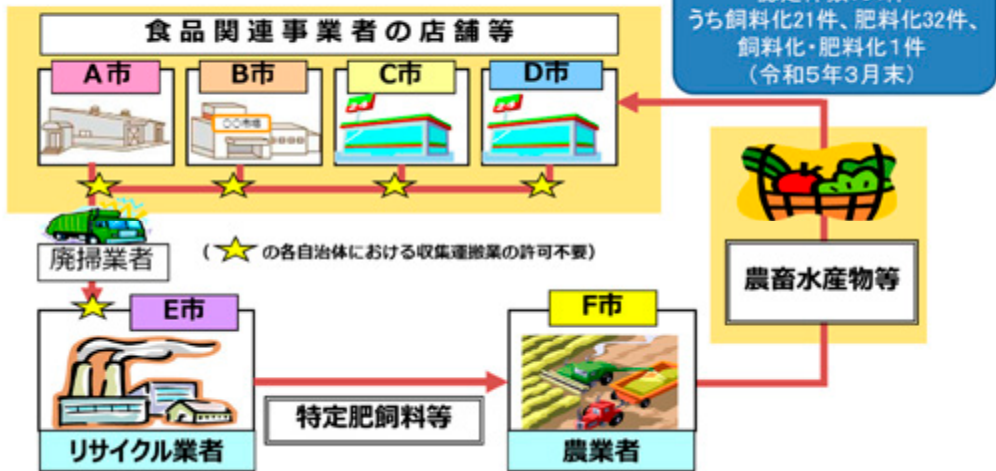 うち飼料化21件、肥料化32件、
飼料化・肥料化1件
（令和5年3月末）
食品関連事業者の店舗等
A市
B市
C市
D市
〇〇市場
廃掃業者
（☆の各自治体における収集運搬業の許可不要）
農畜水産物等
E市
F市
特定肥飼料等
リサイクル業者
農業者